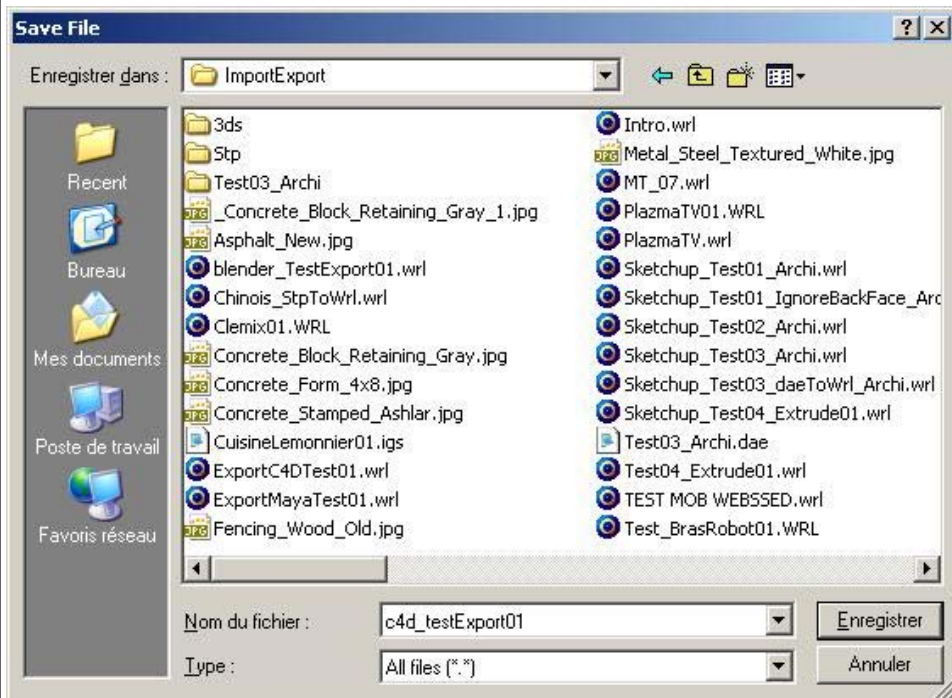 Save File
Enregistrer dans :
ImportExport
Recent
Bureau
Mes documents
Poste de travail
Favoris réseau
3ds
Stp
Test03_Archi
_Concrete_Block_Retaining_Gray_1.jpg
Asphalt_New.jpg
blender_TestExport01.wrl
Chinois_StpToWrl.wrl
Clemix01.WRL
Concrete_Block_Retaining_Gray.jpg
Concrete_Form_4x8.jpg
Concrete_Stamped_Ashlar.jpg
CuisineLemonnier01.igs
ExportC4DTest01.wrl
ExportMayaTest01.wrl
Fencing_Wood_Old.jpg
Intro.wrl
Metal_Steel_Textured_White.jpg
MT_07.wrl
PlazmaTV01.WRL
PlazmaTV.wrl
Sketchup_Test01_Archi.wrl
Sketchup_Test01_IgnoreBackFace_Arc
Sketchup_Test02_Archi.wrl
Sketchup_Test03_Archi.wrl
Sketchup_Test03_daeToWrl_Archi.wrl
Sketchup_Test04_Extrude01.wrl
Test03_Archi.dae
Test04_Extrude01.wrl
TEST MOB WEBSSED.wrl
Test_BrasRobot01.WRL
Nom du fichier :
c4d_testExport01
Enregistrer
Type :
All files (*.*)
Annuler